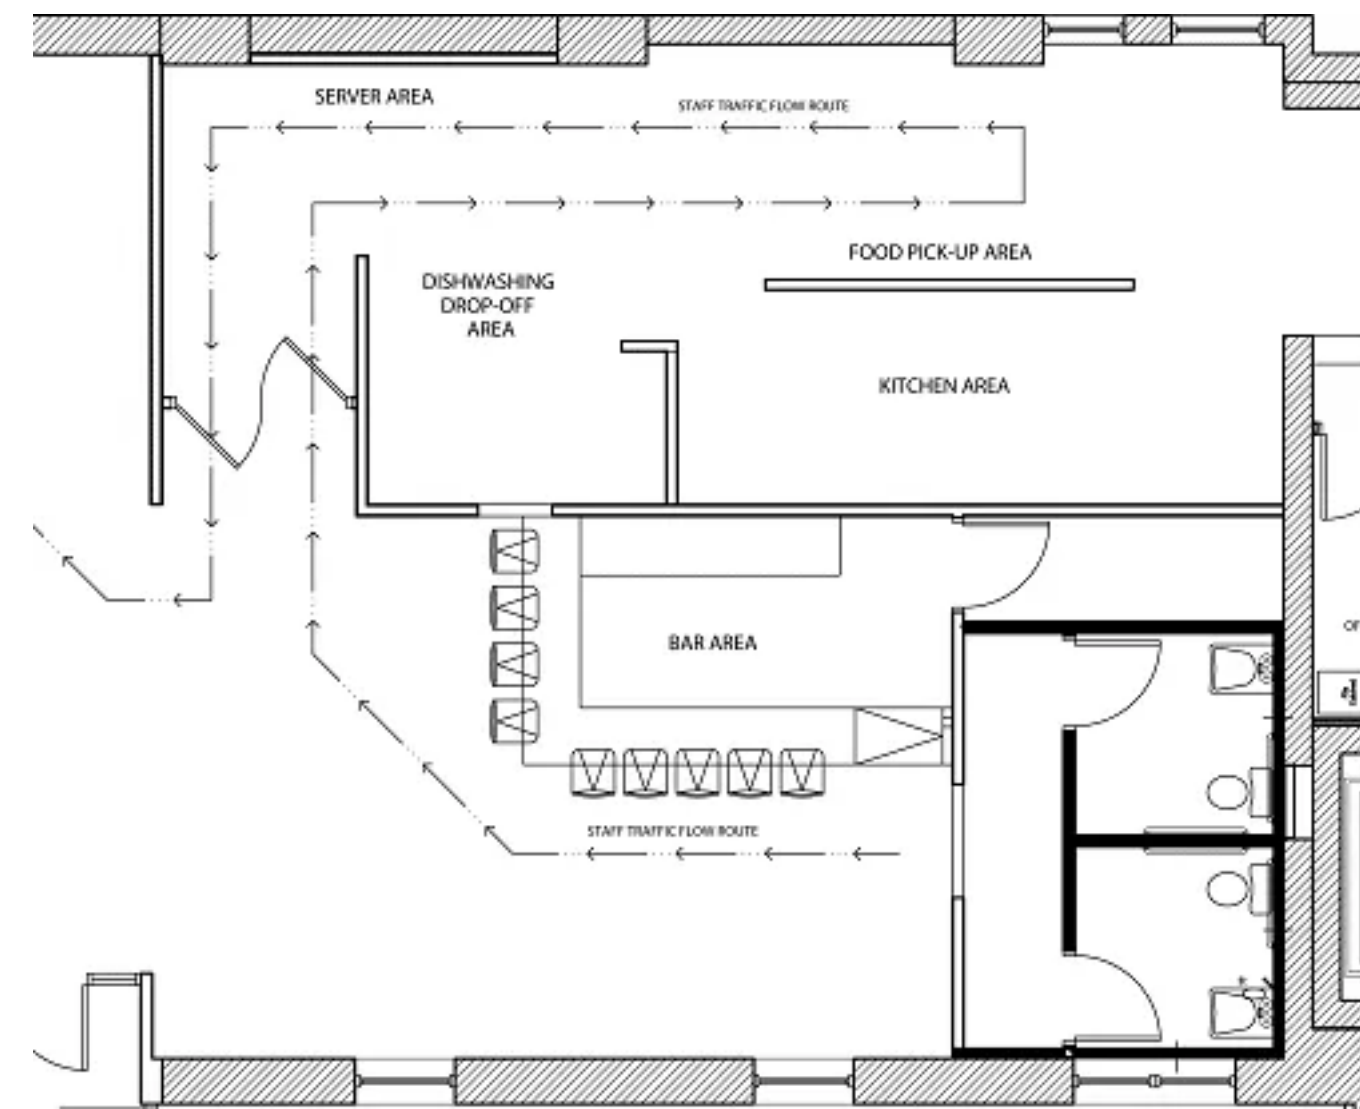 SERVER AREA
STAFF TRAFFIC FLOW ROUTE
FOOD PICK-UP AREA
DISHWASHING
DROP-OFF
AREA
KITCHEN AREA
BAR AREA
STAFF TRAFFIC FLOW ROUTE